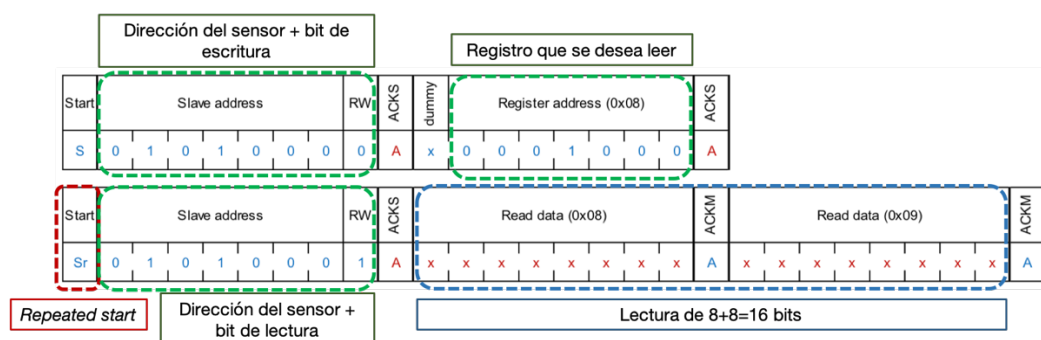 Dirección del sensor + bit de
escritura
Registro que se desea leer
Start Slave address RW ACKS dummy Register address (0x08) ACKS
S 0 1 0 1 0 0 0 0 A x 0 0 0 1 0 0 0 A
Start Slave address RW ACKS Read data (0x08) ACKM Read data (0x09) ACKM
Sr 0 1 0 1 0 0 0 1 A x x x x x x x x A x x x x x x x x A
Repeated start
Dirección del sensor +
bit de lectura
Lectura de 8+8=16 bits